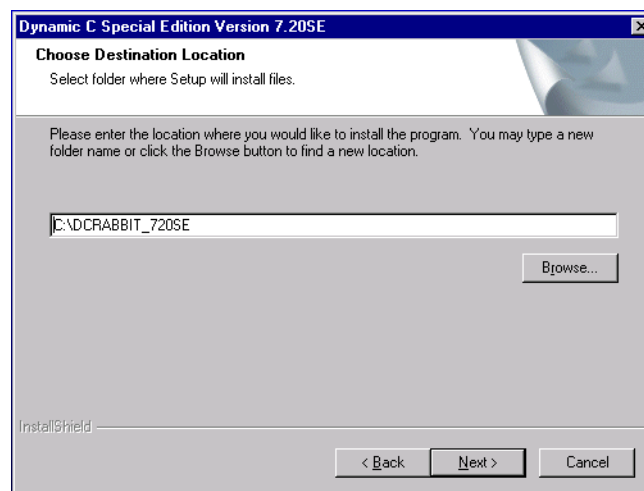 Dynamic C Special Edition Version 7.20SE
Choose Destination Location
Select folder where Setup will install files.
Please enter the location where you would like to install the program. You may type a new
folder name or click the Browse button to find a new location.
C:\DCRABBIT_720SE
Browse...
InstallShield
< Back
Next >
Cancel